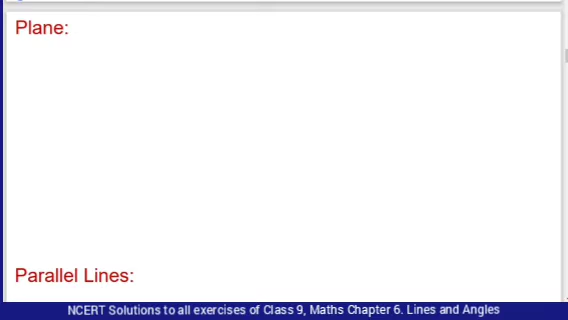 Plane:
Parallel Lines:
NCERT Solutions to all exercises of Class 9, Maths Chapter 6. Lines and Angles